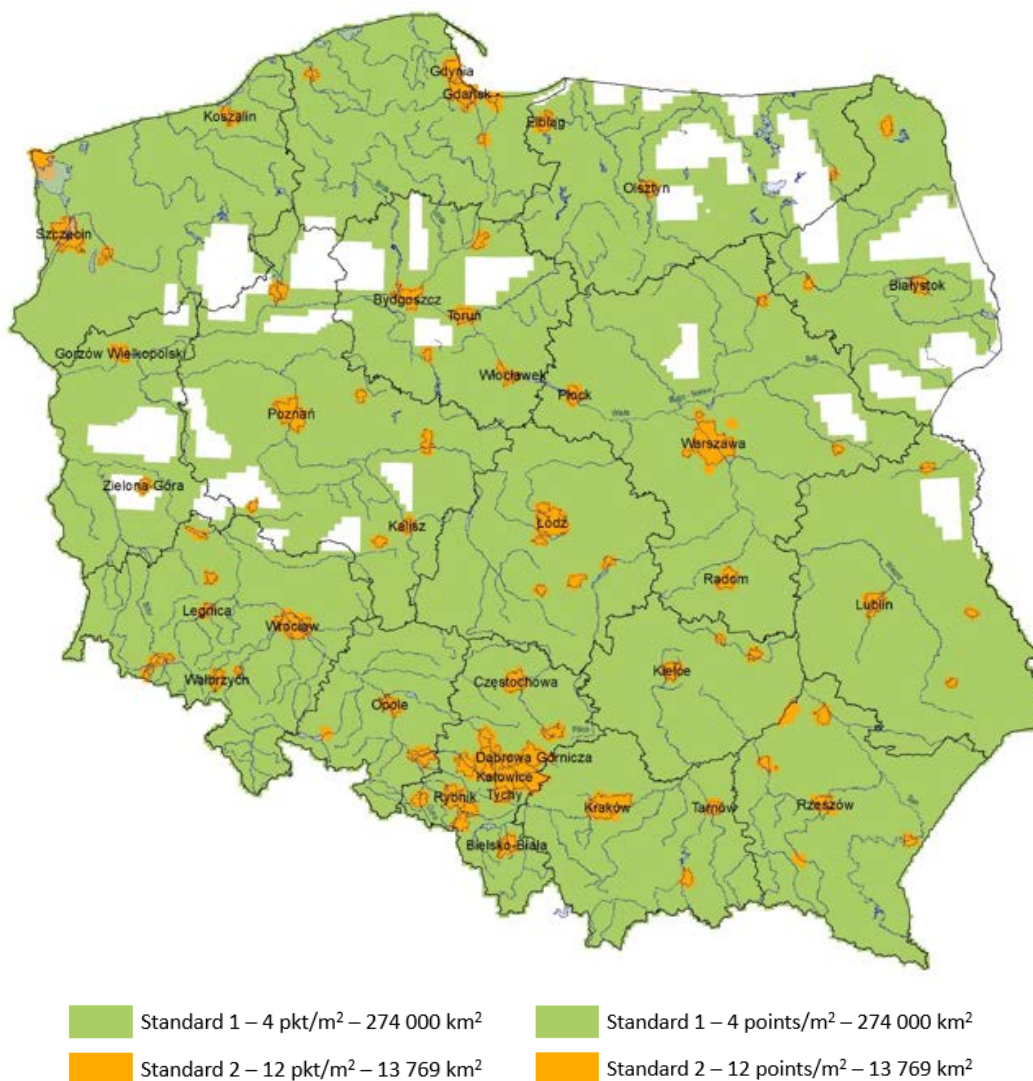 Gdynia
Gdańsk
Koszalin
Elbląg
Olsztyn
Szczecin
Białystok
Bydgoszcz
Toruń
Gorzów Wielkopolski
Włocławek
Płock
Poznań
Warszawa
Zielona Góra
Kalisz
Łódź
Radom
Lublin
Legnica
Wrocław
Kielce
Wałbrzych
Częstochowa
Opole
Dąbrowa Górnicza
Katowice
Tychy
Rybnik
Kraków
Tarnów
Rzeszów
Bielsko-Biała
Standard 1 – 4 pkt/m² – 274 000 km²
Standard 2 – 12 pkt/m² – 13 769 km²
Standard 1 – 4 points/m² – 274 000 km²
Standard 2 – 12 points/m² – 13 769 km²